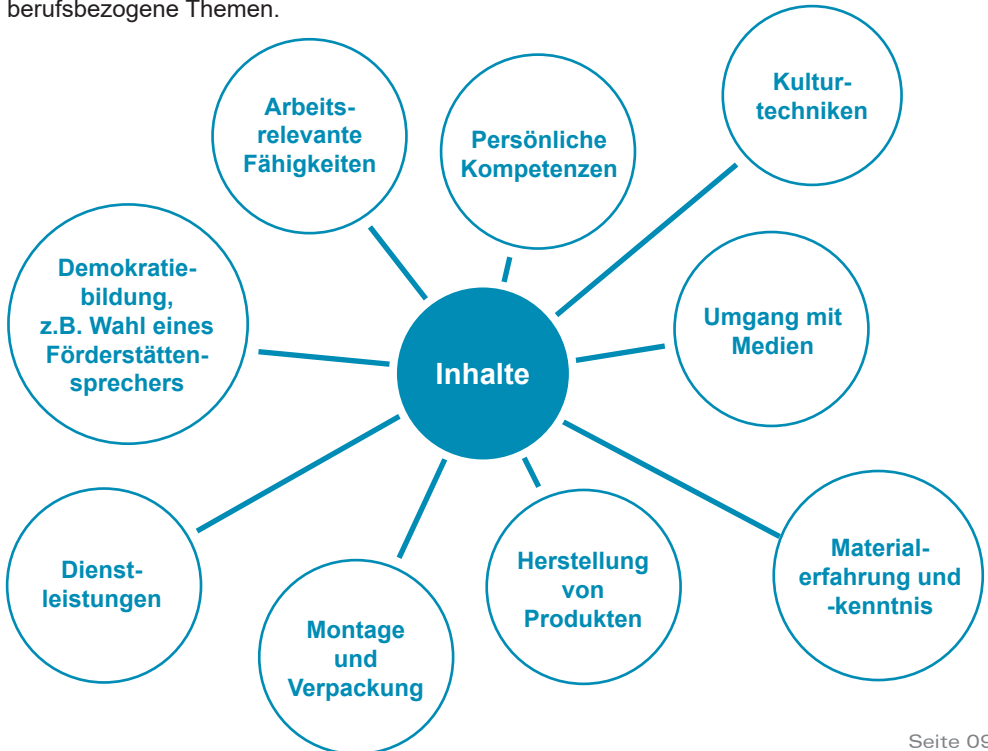 berufsbezogene Themen.
Arbeits-
relevante
Fähigkeiten
Persönliche
Kompetenzen
Kultur-
techniken
Demokratie-
bildung,
z.B. Wahl eines
Förderstätten-
sprechers
Umgang mit
Medien
Inhalte
Dienst-
leistungen
Montage
und
Verpackung
Herstellung
von
Produkten
Material-
erfahrung und
-kenntnis
Seite 09